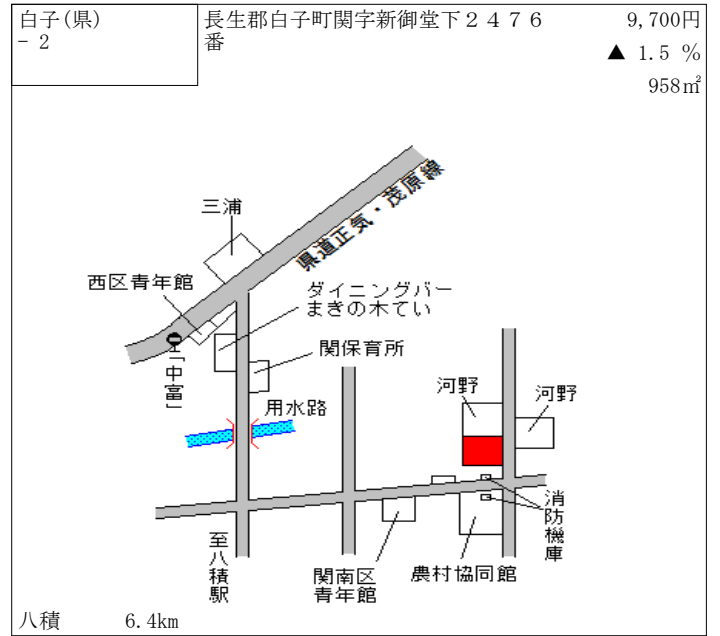 白子(県)
－2
長生郡白子町関字新御堂下２４７６
番
9,700円
▲ 1.5 %
958㎡
三浦
県道正気・茂原線
西区青年館
ダイニングバー
まきの木てい
「中富」
関保育所
用水路
河野
河野
消防機庫
至八積駅
関南区
青年館
農村協同館
八積 6.4km